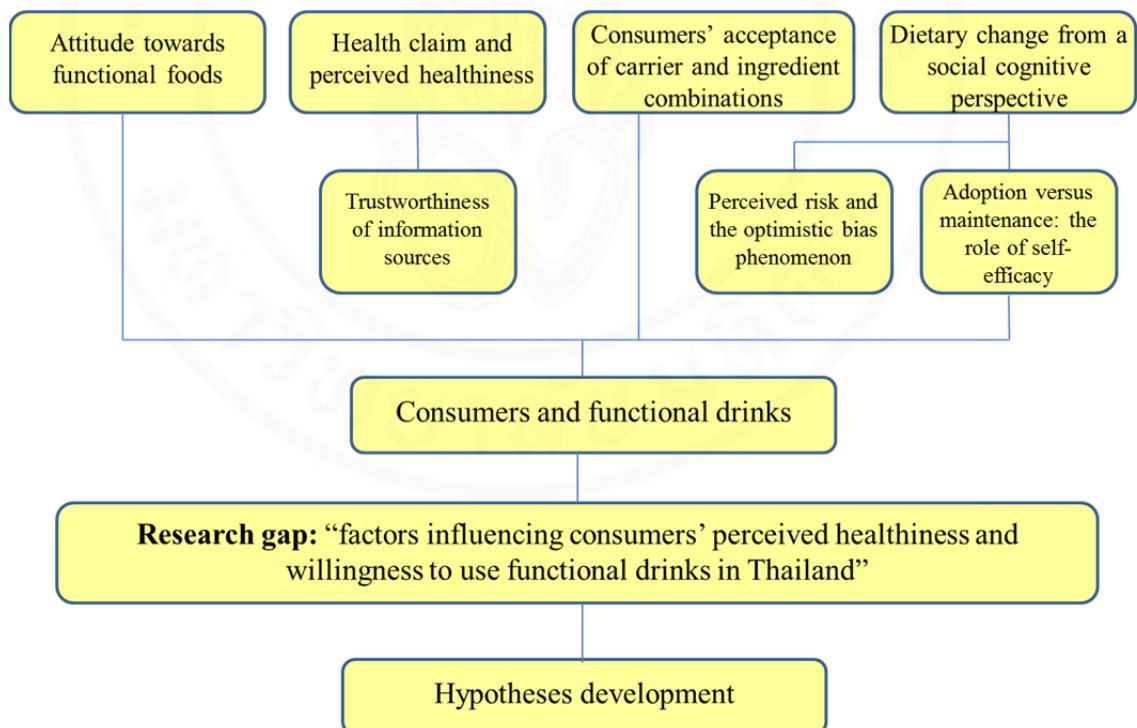 Attitude towards
functional foods
Health claim and
perceived healthiness
Consumers’ acceptance
of carrier and ingredient
combinations
Dietary change from a
social cognitive
perspective
Trustworthiness
of information
sources
Perceived risk and
the optimistic bias
phenomenon
Adoption versus
maintenance: the
role of self-
efficacy
Consumers and functional drinks
Research gap: “factors influencing consumers’ perceived healthiness and
willingness to use functional drinks in Thailand”
Hypotheses development